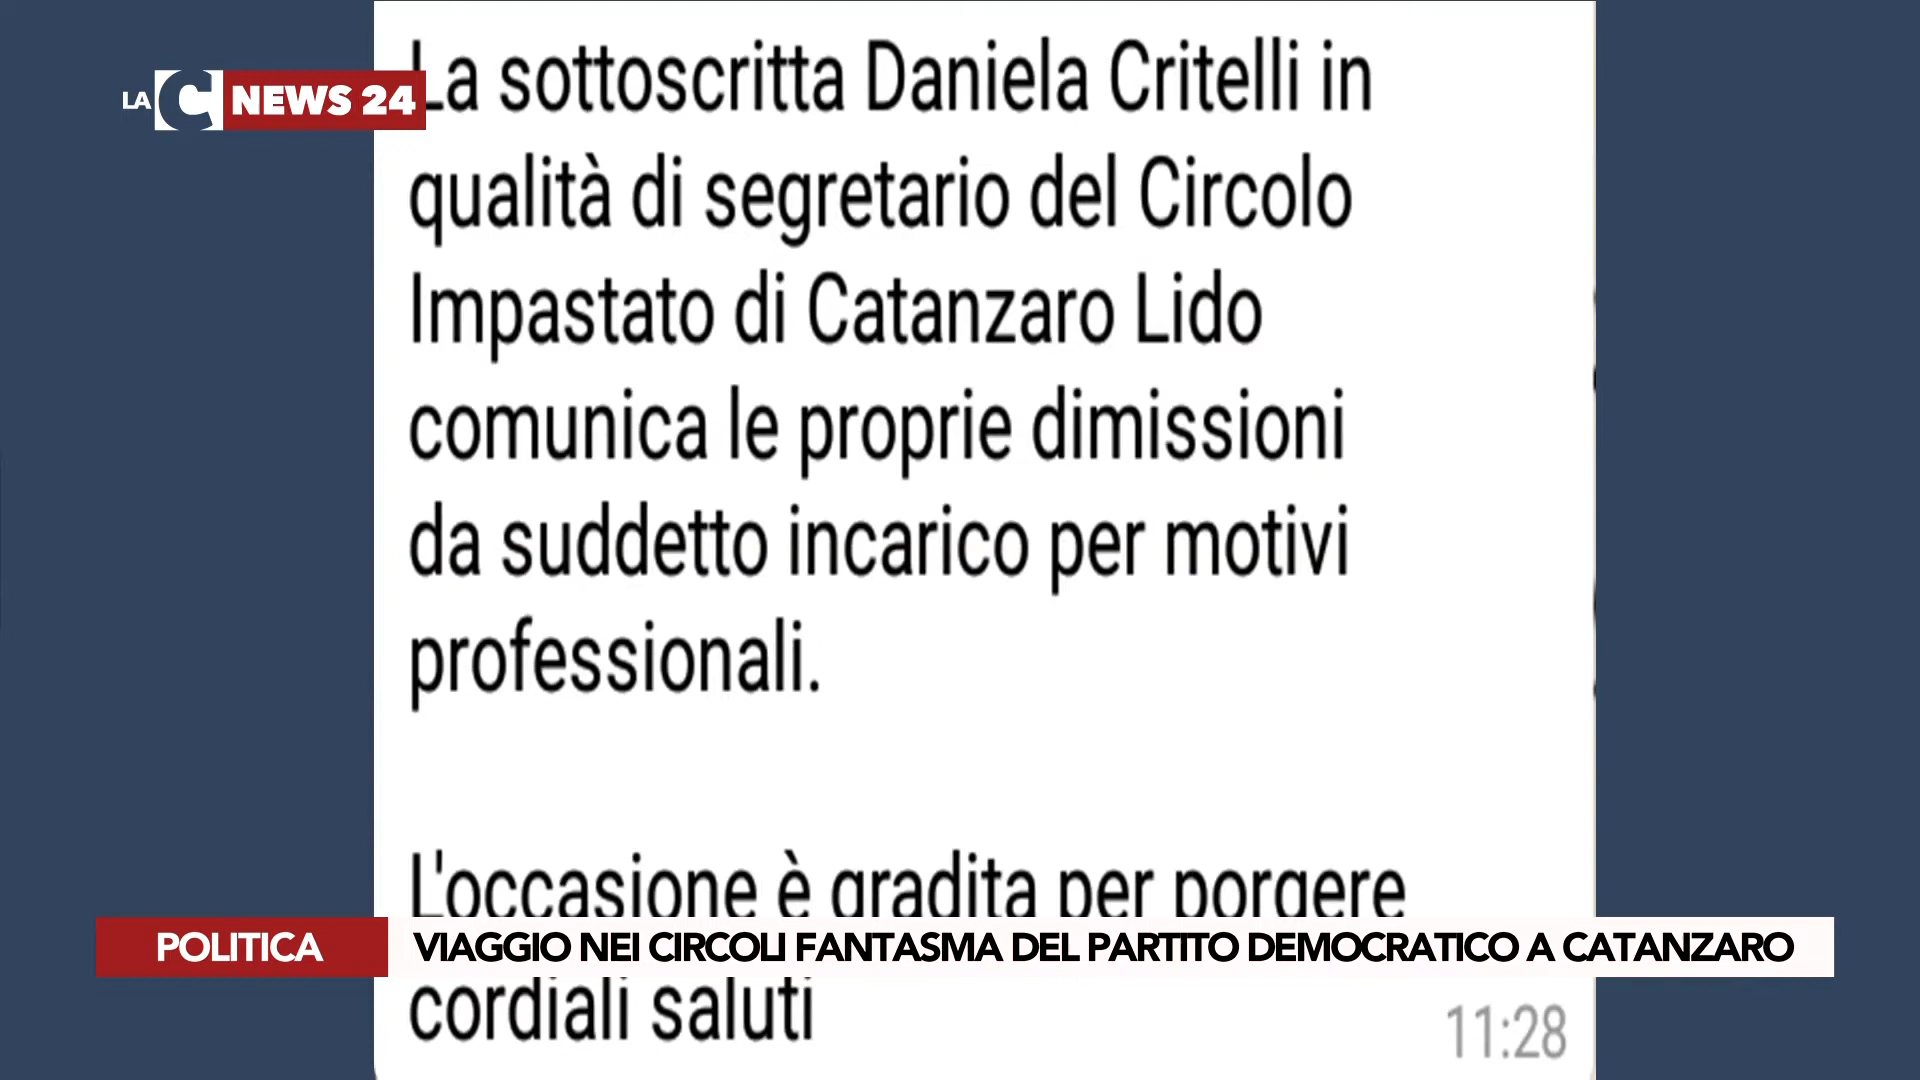 La sottoscritta Daniela Critelli in
LA C NEWS 24
qualità di segretario del Circolo
Impastato di Catanzaro Lido
comunica le proprie dimissioni
da suddetto incarico per motivi
professionali.
L'occasione è gradita per porgere
POLITICA VIAGGIO NEI CIRCOLI FANTASMA DEL PARTITO DEMOCRATICO A CATANZARO
cordiali saluti
11:28